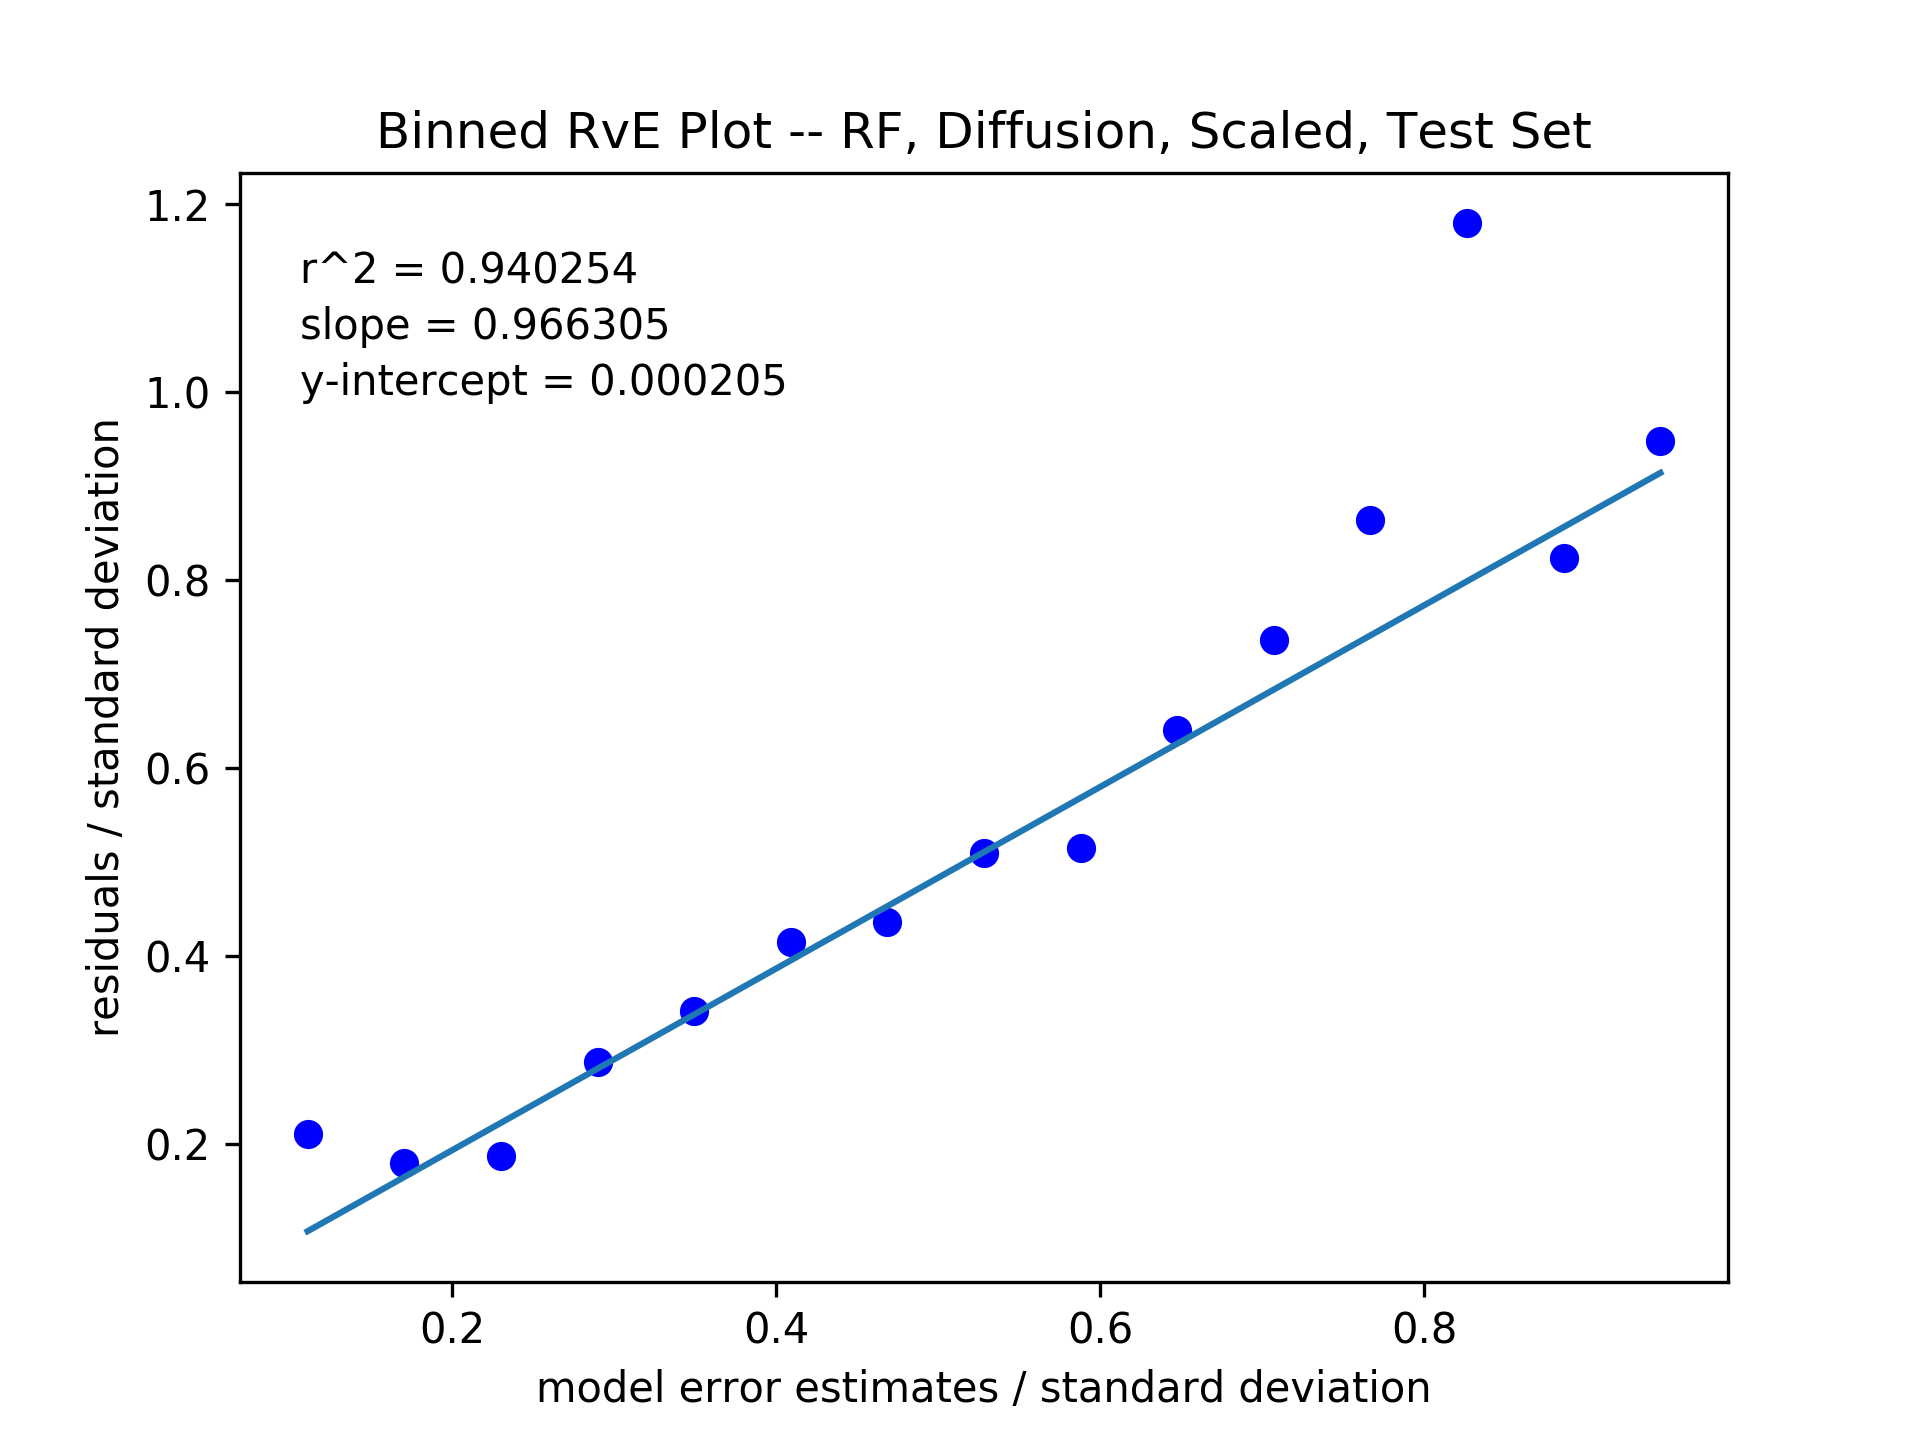 Binned RvE Plot -- RF, Diffusion, Scaled, Test Set
r^2 = 0.940254
slope = 0.966305
y-intercept = 0.000205
residuals / standard deviation
1.2
1.0
0.8
0.6
0.4
0.2
0.2 0.4 0.6 0.8
model error estimates / standard deviation